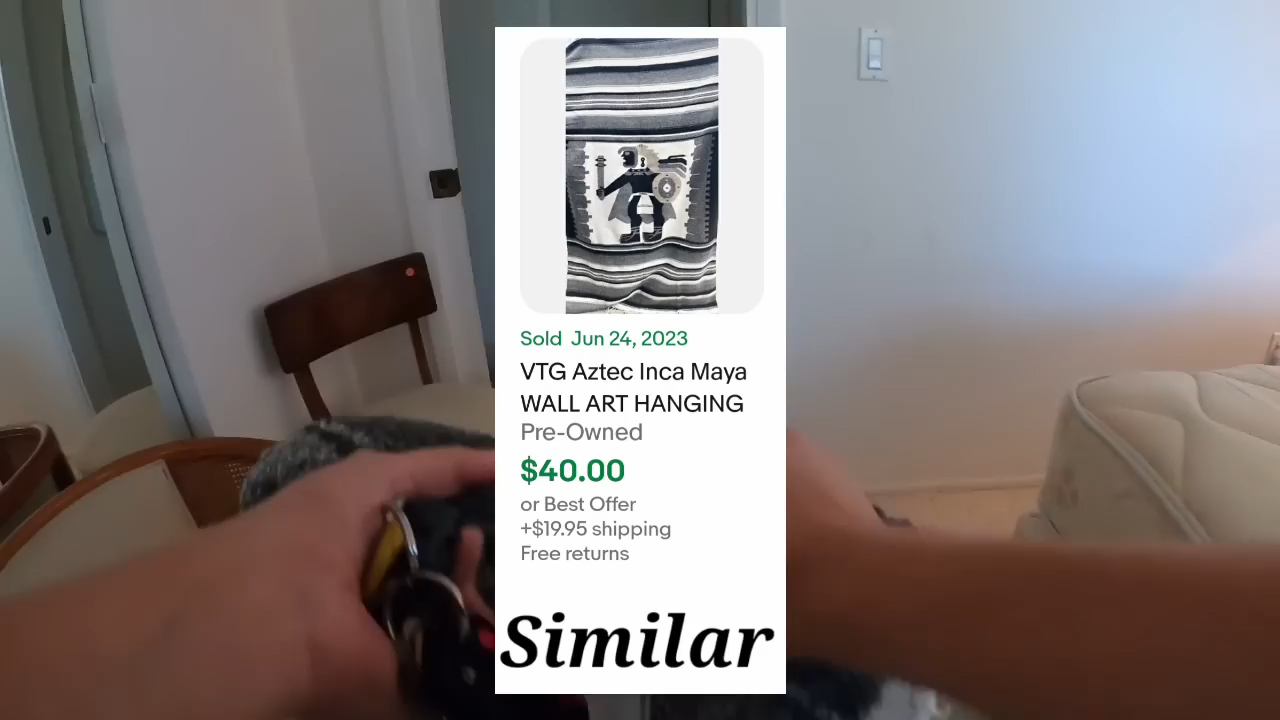 Sold Jun 24, 2023
VTG Aztec Inca Maya
WALL ART HANGING
Pre-Owned
$40.00
or Best Offer
+$19.95 shipping
Free returns
Similar